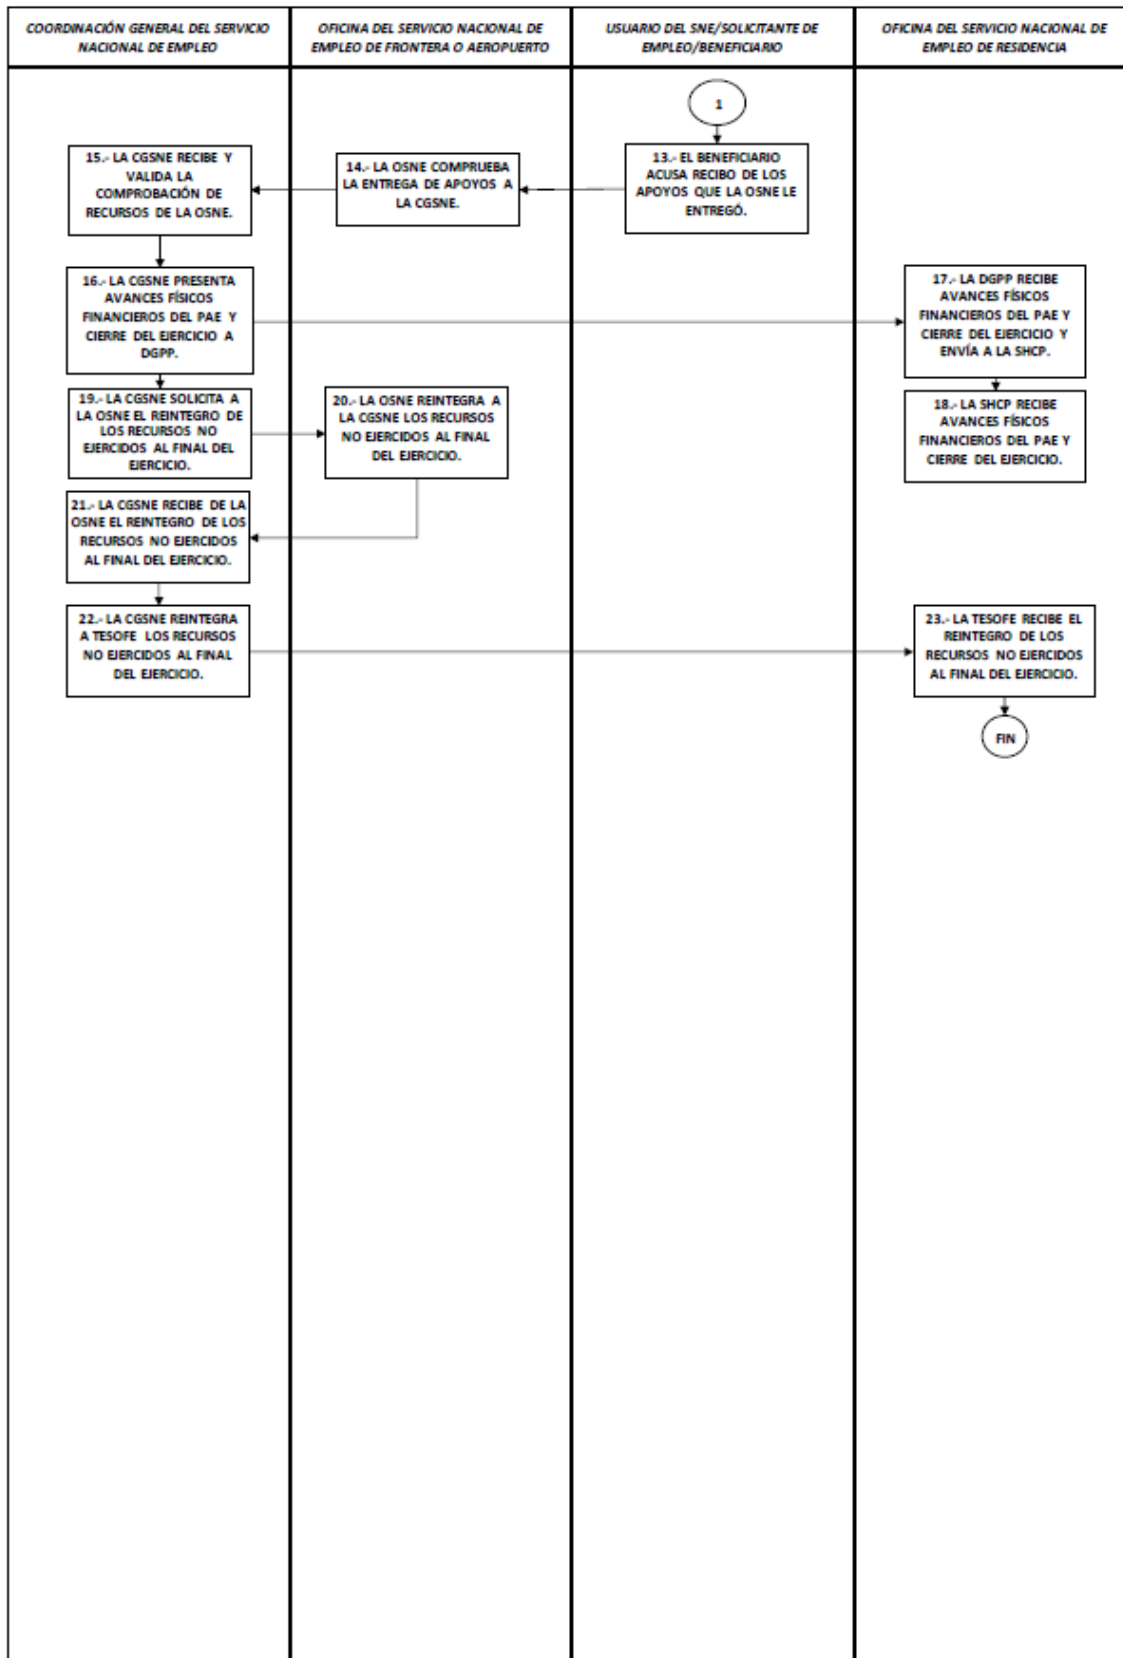 COORDINACIÓN GENERAL DEL SERVICIO
NACIONAL DE EMPLEO
OFICINA DEL SERVICIO NACIONAL DE
EMPLEO DE FRONTERA O AEROPUERTO
USUARIO DEL SNE/SOLICITANTE DE
EMPLEO/BENEFICIARIO
OFICINA DEL SERVICIO NACIONAL DE
EMPLEO DE RESIDENCIA
1
13.- EL BENEFICIARIO
ACUSA RECIBO DE LOS
APOYOS QUE LA OSNE LE
ENTREGÓ.
14.- LA OSNE COMPRUEBA
LA ENTREGA DE APOYOS A
LA CGSNE.
15.- LA CGSNE RECIBE Y
VALIDA LA
COMPROBACIÓN DE
RECURSOS DE LA OSNE.
16.- LA CGSNE PRESENTA
AVANCES FÍSICOS
FINANCIEROS DEL PAE Y
CIERRE DEL EJERCICIO A
DGPP.
17.- LA DGPP RECIBE
AVANCES FÍSICOS
FINANCIEROS DEL PAE Y
CIERRE DEL EJERCICIO Y
ENVÍA A LA SHCP.
18.- LA SHCP RECIBE
AVANCES FÍSICOS
FINANCIEROS DEL PAE Y
CIERRE DEL EJERCICIO.
19.- LA CGSNE SOLICITA A
LA OSNE EL REINTEGRO DE
LOS RECURSOS NO
EJERCIDOS AL FINAL DEL
EJERCICIO.
20.- LA OSNE REINTEGRA A
LA CGSNE LOS RECURSOS
NO EJERCIDOS AL FINAL
DEL EJERCICIO.
21.- LA CGSNE RECIBE DE LA
OSNE EL REINTEGRO DE LOS
RECURSOS NO EJERCIDOS
AL FINAL DEL EJERCICIO.
22.- LA CGSNE REINTEGRA
A TESOFE LOS RECURSOS
NO EJERCIDOS AL FINAL
DEL EJERCICIO.
23.- LA TESOFE RECIBE EL
REINTEGRO DE LOS
RECURSOS NO EJERCIDOS
AL FINAL DEL EJERCICIO.
FIN